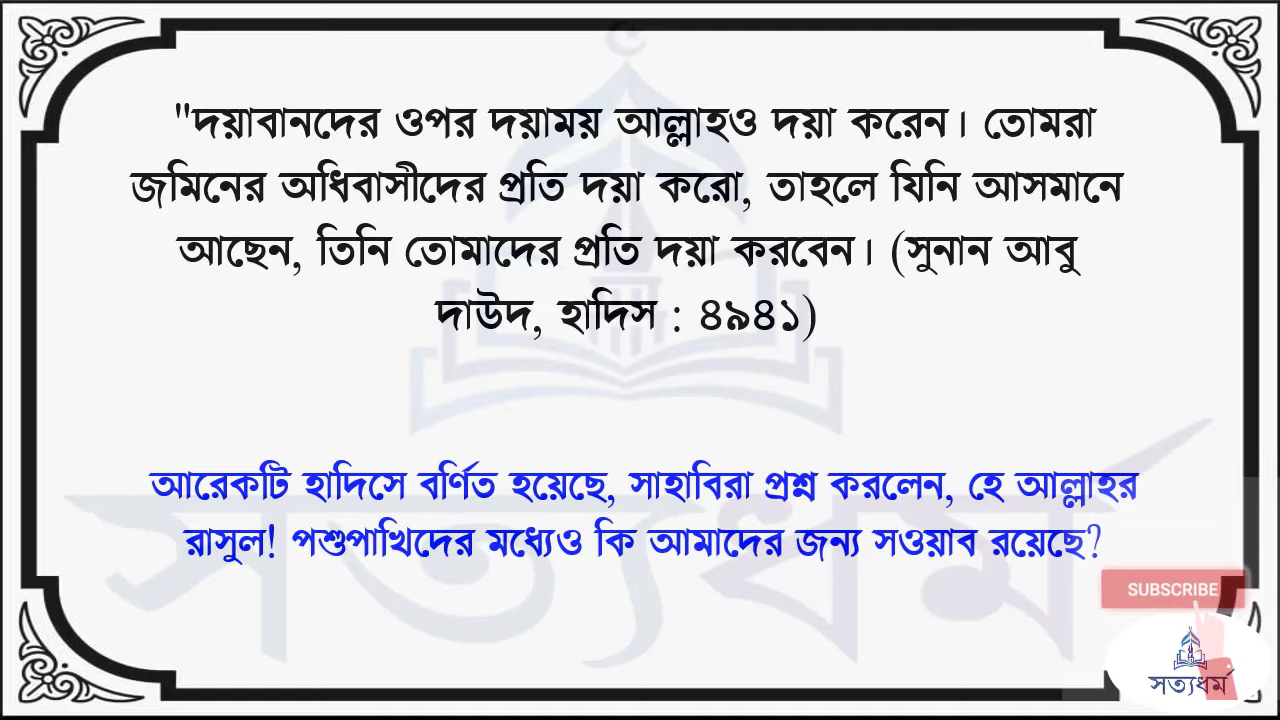 "দয়াবানদের ওপর দয়াময় আল্লাহও দয়া করেন। তোমরা
জমিনের অধিবাসীদের প্রতি দয়া করো, তাহলে যিনি আসমানে
আছেন, তিনি তোমাদের প্রতি দয়া করবেন। (সুনান আবু
দাউদ, হাদিস : ৪৯৪১)
আরেকটি হাদিসে বর্ণিত হয়েছে, সাহাবিরা প্রশ্ন করলেন, হে আল্লাহর
রাসুল! পশুপাখিদের মধ্যেও কি আমাদের জন্য সওয়াব রয়েছে?
সত্যধর্ম
SUBSCRIBE
সত্যধর্ম